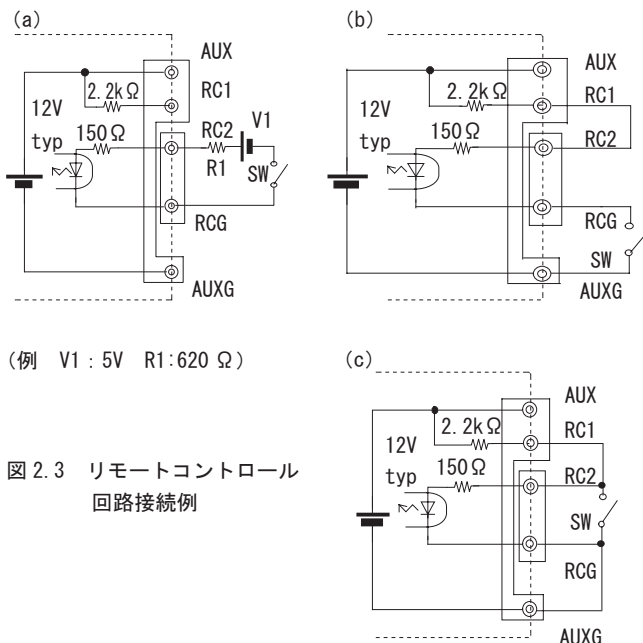 (a)
AUX
RC1
2.2kΩ
12V
typ
150Ω
RC2
V1
R1
SW
RCG
AUXG
(b)
AUX
RC1
2.2kΩ
12V
typ
150Ω
RC2
RCG
SW
AUXG
(例 V1:5V R1:620 Ω)
図2.3 リモートコントロール
回路接続例
(c)
AUX
RC1
2.2kΩ
12V
typ
150Ω
RC2
SW
RCG
AUXG